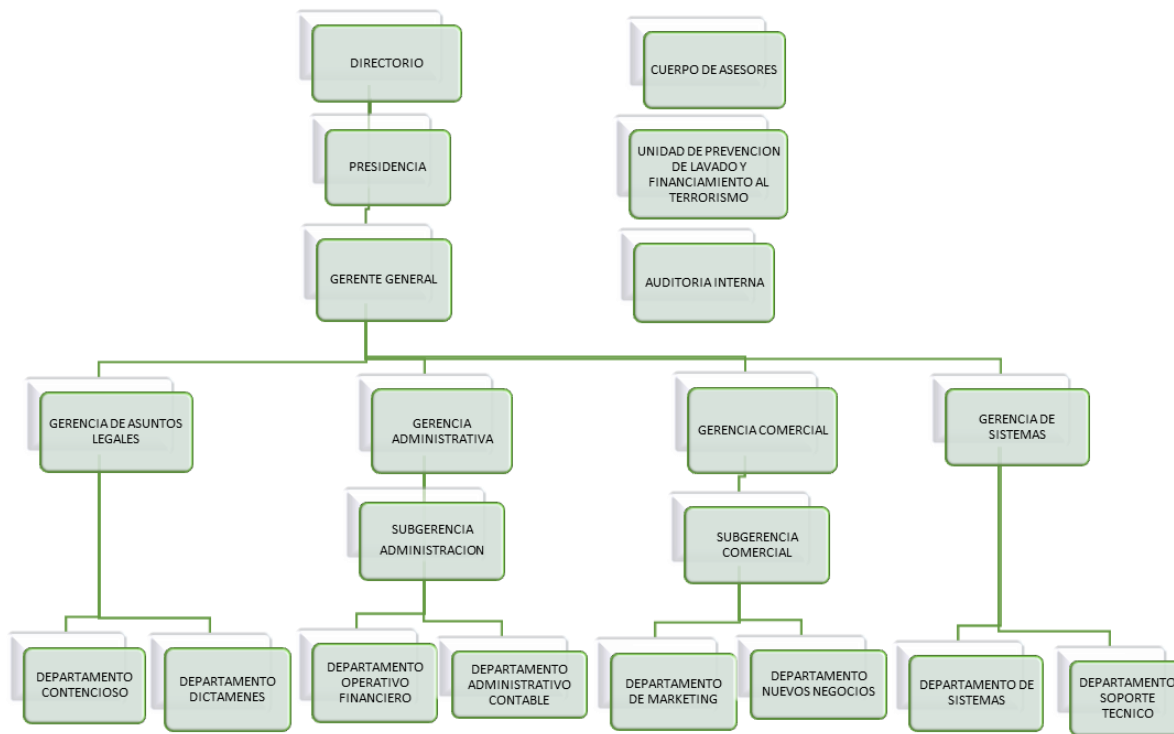 DIRECTORIO
CUERPO DE ASESORES
PRESIDENCIA
UNIDAD DE PREVENCION
DE LAVADO Y
FINANCIAMIENTO AL
TERRORISMO
GERENTE GENERAL
AUDITORIA INTERNA
GERENCIA DE ASUNTOS
LEGALES
GERENCIA
ADMINISTRATIVA
GERENCIA COMERCIAL
GERENCIA DE
SISTEMAS
SUBGERENCIA
ADMINISTRACION
SUBGERENCIA
COMERCIAL
DEPARTAMENTO
CONTENCIOSO
DEPARTAMENTO
DICTAMENES
DEPARTAMENTO
OPERATIVO
FINANCIERO
DEPARTAMENTO
ADMINISTRATIVO
CONTABLE
DEPARTAMENTO
DE MARKETING
DEPARTAMENTO
NUEVOS NEGOCIOS
DEPARTAMENTO DE
SISTEMAS
DEPARTAMENTO
SOPORTE
TECNICO